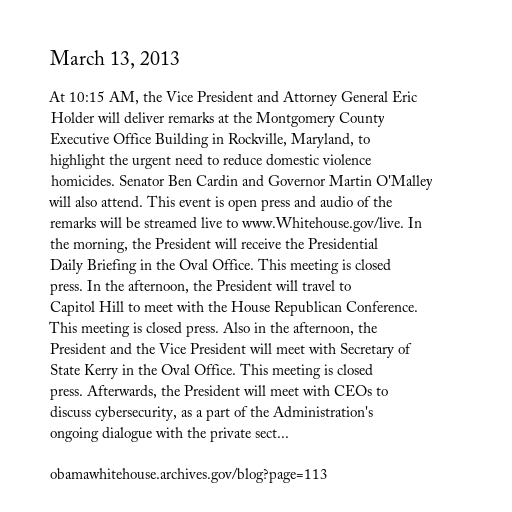 March 13, 2013
At 10:15 AM, the Vice President and Attorney General Eric
Holder will deliver remarks at the Montgomery County
Executive Office Building in Rockville, Maryland, to
highlight the urgent need to reduce domestic violence
homicides. Senator Ben Cardin and Governor Martin O'Malley
will also attend. This event is open press and audio of the
remarks will be streamed live to www.Whitehouse.gov/live. In
the morning, the President will receive the Presidential
Daily Briefing in the Oval Office. This meeting is closed
press. In the afternoon, the President will travel to
Capitol Hill to meet with the House Republican Conference.
This meeting is closed press. Also in the afternoon, the
President and the Vice President will meet with Secretary of
State Kerry in the Oval Office. This meeting is closed
press. Afterwards, the President will meet with CEOs to
discuss cybersecurity, as a part of the Administration's
ongoing dialogue with the private sect...
obamawhitehouse.archives.gov/blog?page=113